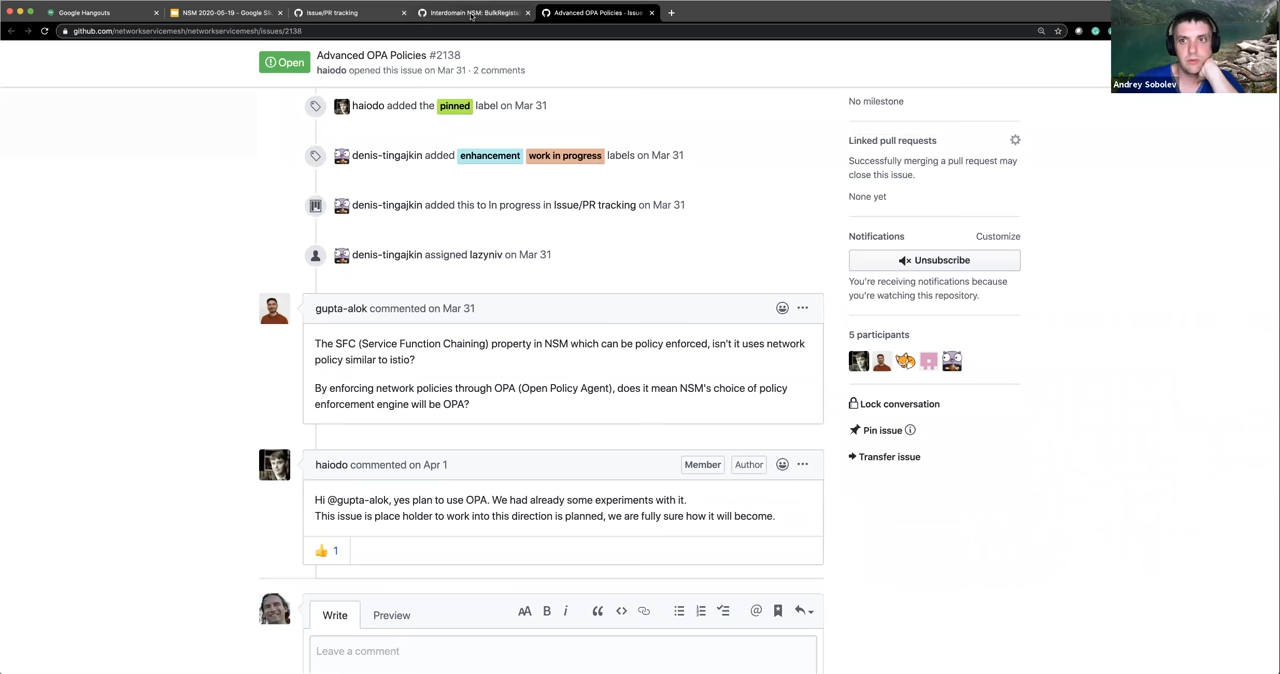 Google Hangouts
NSM 2020-05-19 - Google Sli
Issue/PR tracking
Interdomain NSM: BulkRegistra
Advanced OPA Policies · Issue
github.com/networkservicemesh/networkservicemesh/issues/2138
Andrey Sobolev
Open
Advanced OPA Policies #2138
haiodo opened this issue on Mar 31 · 2 comments
haiodo added the pinned label on Mar 31
denis-tingajkin added enhancement work in progress labels on Mar 31
denis-tingajkin added this to In progress in Issue/PR tracking on Mar 31
denis-tingajkin assigned lazyniv on Mar 31
gupta-alok commented on Mar 31
The SFC (Service Function Chaining) property in NSM which can be policy enforced, isn't it uses network
policy similar to istio?
By enforcing network policies through OPA (Open Policy Agent), does it mean NSM's choice of policy
enforcement engine will be OPA?
haiodo commented on Apr 1
Member
Author
Hi @gupta-alok, yes plan to use OPA. We had already some experiments with it.
This issue is place holder to work into this direction is planned, we are fully sure how it will become.
👍 1
Write
Preview
AA B i
Leave a comment
No milestone
Linked pull requests
Successfully merging a pull request may
close this issue.
None yet
Notifications
Customize
Unsubscribe
You're receiving notifications because
you're watching this repository.
5 participants
Lock conversation
Pin issue
Transfer issue